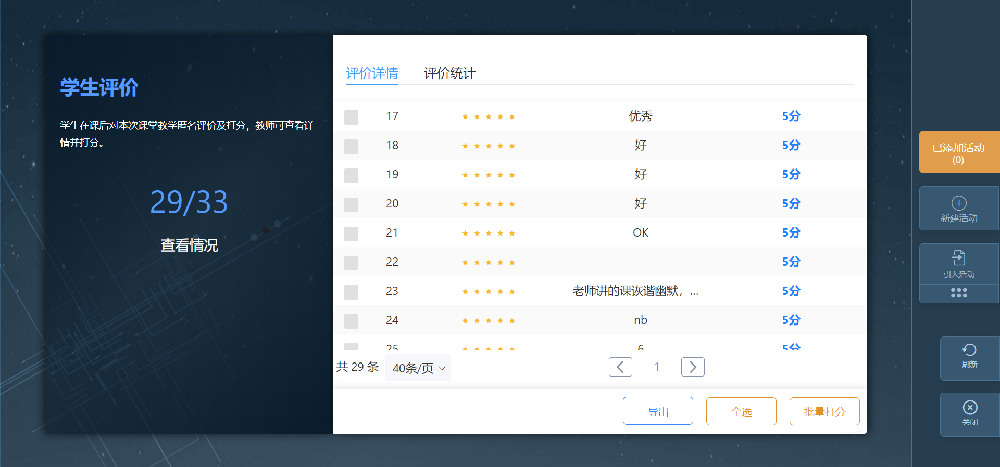 学生评价
学生在课后对本次课堂教学匿名评价及打分，教师可查看详
情并打分。
29/33
查看情况
评价详情 评价统计
17 优秀 5分
18 好 5分
19 好 5分
20 好 5分
21 OK 5分
22 5分
23 老师讲的课诙谐幽默，... 5分
24 nb 5分
25 6 5分
共 29 条 40条/页 1
导出 全选 批量打分
已添加活动
(0)
新建活动
引入活动
刷新
关闭